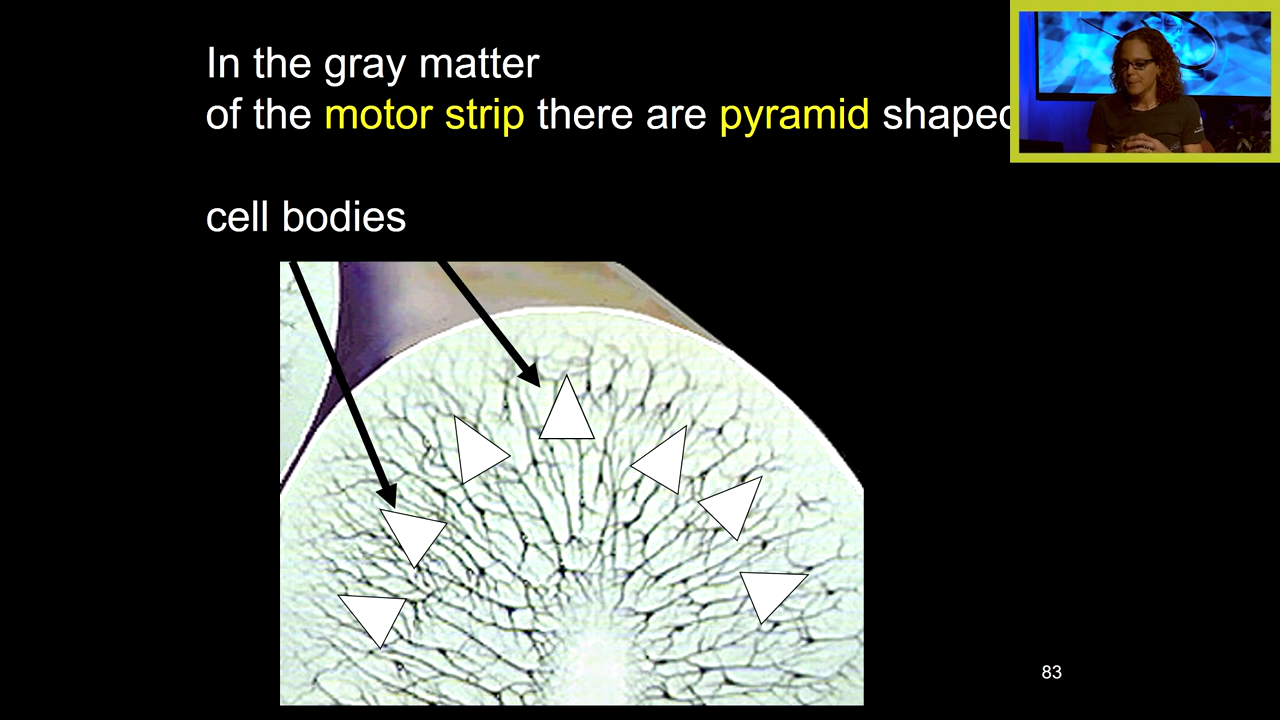 In the gray matter
of the motor strip there are pyramid shaped
cell bodies
83